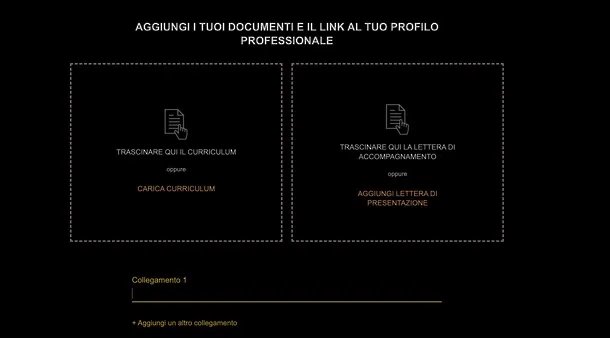 AGGIUNGI I TUOI DOCUMENTI E IL LINK AL TUO PROFILO
PROFESSIONALE
TRASCINARE QUI IL CURRICULUM
oppure
CARICA CURRICULUM
TRASCINARE QUI LA LETTERA DI
ACCOMPAGNAMENTO
oppure
AGGIUNGI LETTERA DI
PRESENTAZIONE
Collegamento 1
+ Aggiungi un altro collegamento